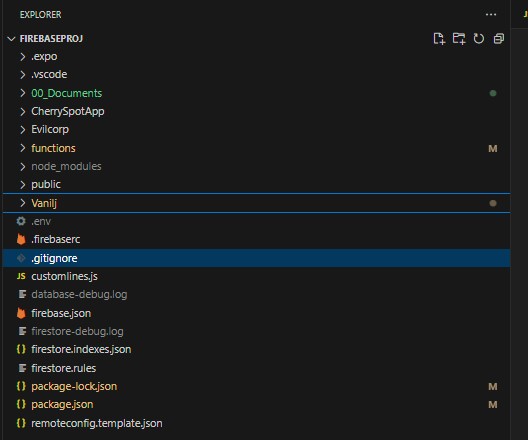 EXPLORER
FIREBASEPROJ
.expo
.vscode
00_Documents
CherrySpotApp
Evilcorp
functions M
node_modules
public
Vanilj
.env
.firebaserc
.gitignore
JS customlines.js
database-debug.log
firebase.json
firestore-debug.log
{} firestore.indexes.json
firestore.rules
{} package-lock.json M
{} package.json M
{} remoteconfig.template.json